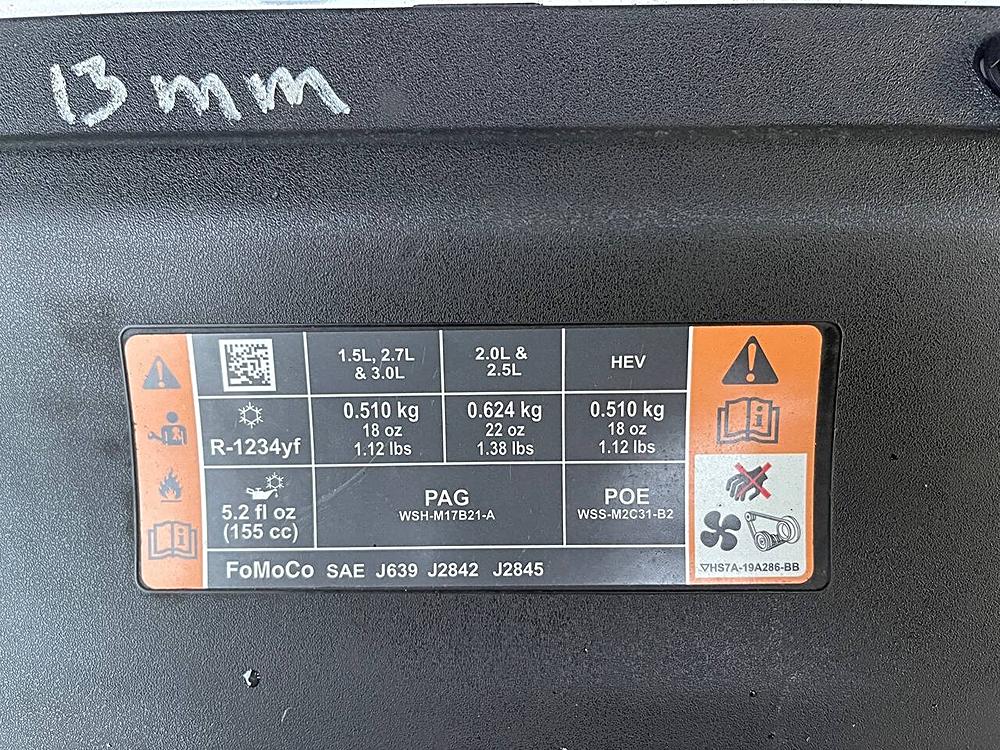 13 mm
1.5L, 2.7L
& 3.0L
2.0L &
2.5L
HEV
R-1234yf
0.510 kg
18 oz
1.12 lbs
0.624 kg
22 oz
1.38 lbs
0.510 kg
18 oz
1.12 lbs
5.2 fl oz
(155 cc)
PAG
WSH-M17B21-A
POE
WSS-M2C31-B2
FoMoCo SAE J639 J2842 J2845
HS7A-19A286-BB